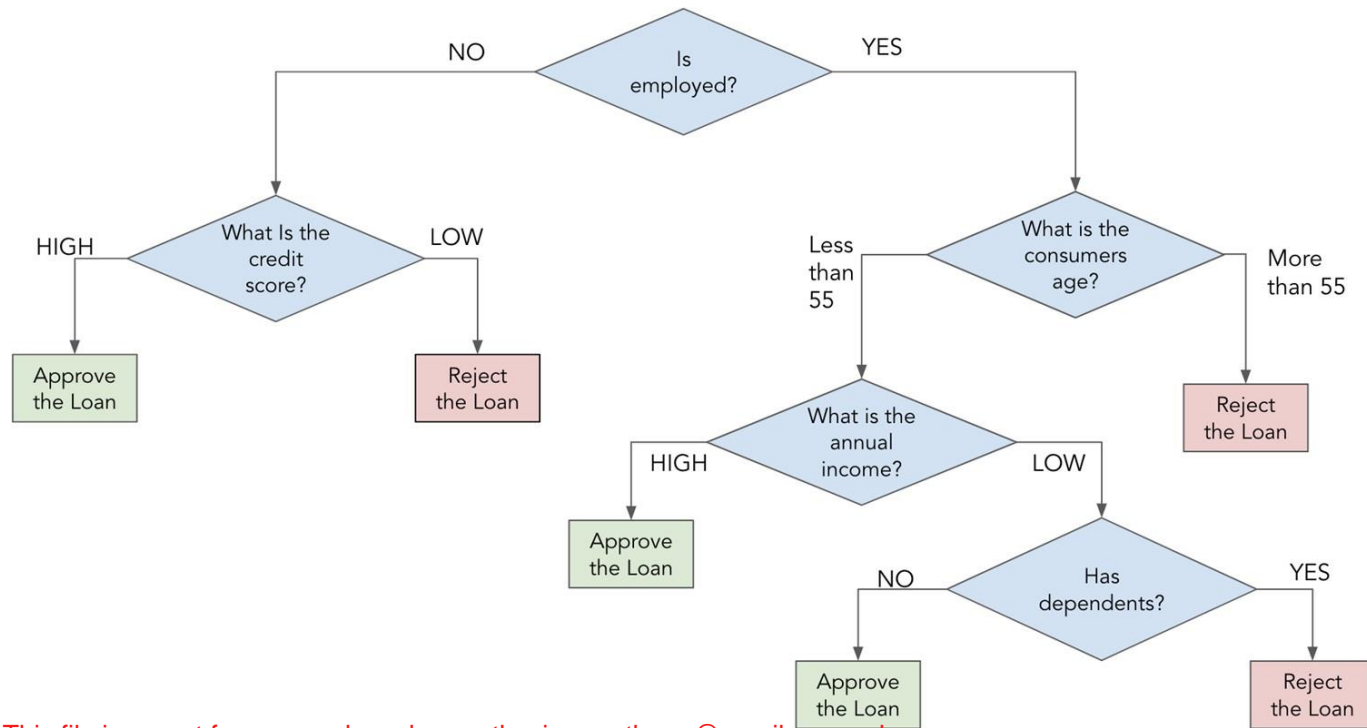 Is
employed?
NO
YES
What Is the
credit
score?
HIGH
LOW
What is the
consumers
age?
Less
than
55
More
than 55
Approve
the Loan
Reject
the Loan
What is the
annual
income?
HIGH
LOW
Reject
the Loan
Approve
the Loan
Has
dependents?
NO
YES
Approve
the Loan
Reject
the Loan